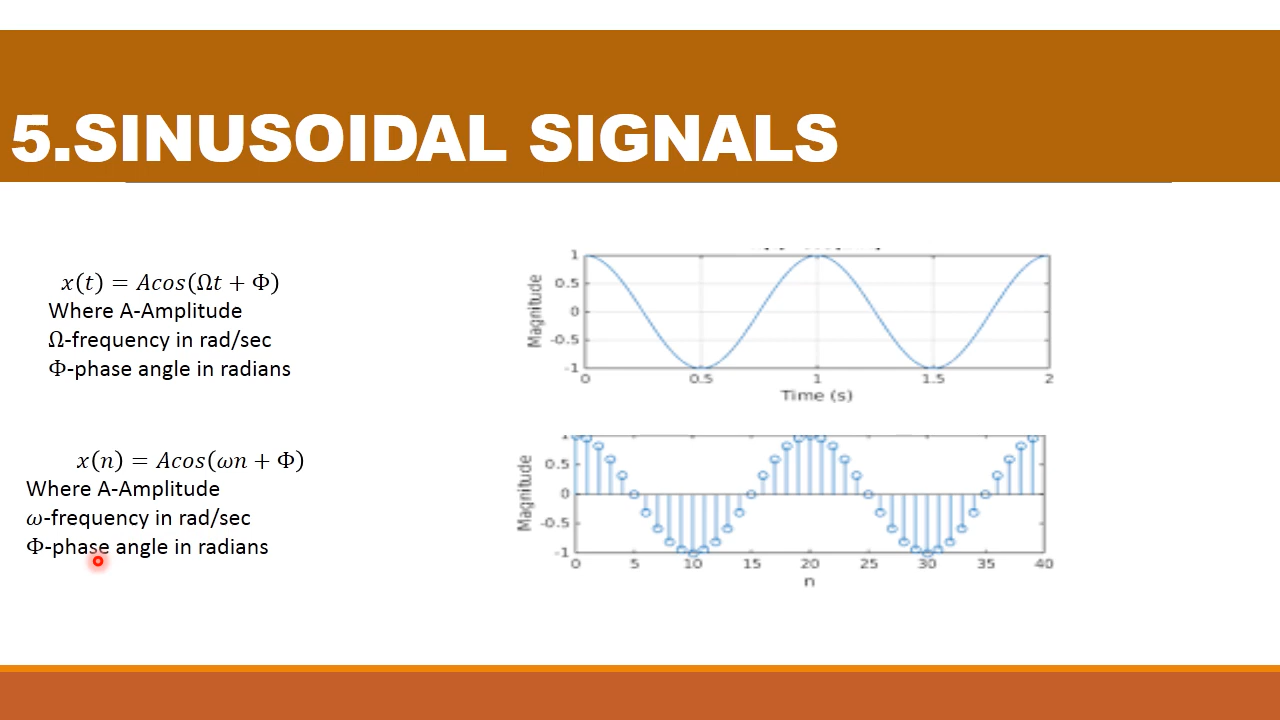 5.SINUSOIDAL SIGNALS
𝑥(𝑡) = 𝐴𝑐𝑜𝑠(Ω𝑡 + Φ)
Where A-Amplitude
Ω-frequency in rad/sec
Φ-phase angle in radians
𝑥(𝑛) = 𝐴𝑐𝑜𝑠(𝜔𝑛 + Φ)
Where A-Amplitude
𝜔-frequency in rad/sec
Φ-phase angle in radians
1
0.5
0
-0.5
-1
Magnitude
0 0.5 1 1.5 2
Time (s)
0.5
0
-0.5
-1
Magnitude
0 5 10 15 20 25 30 35 40
n